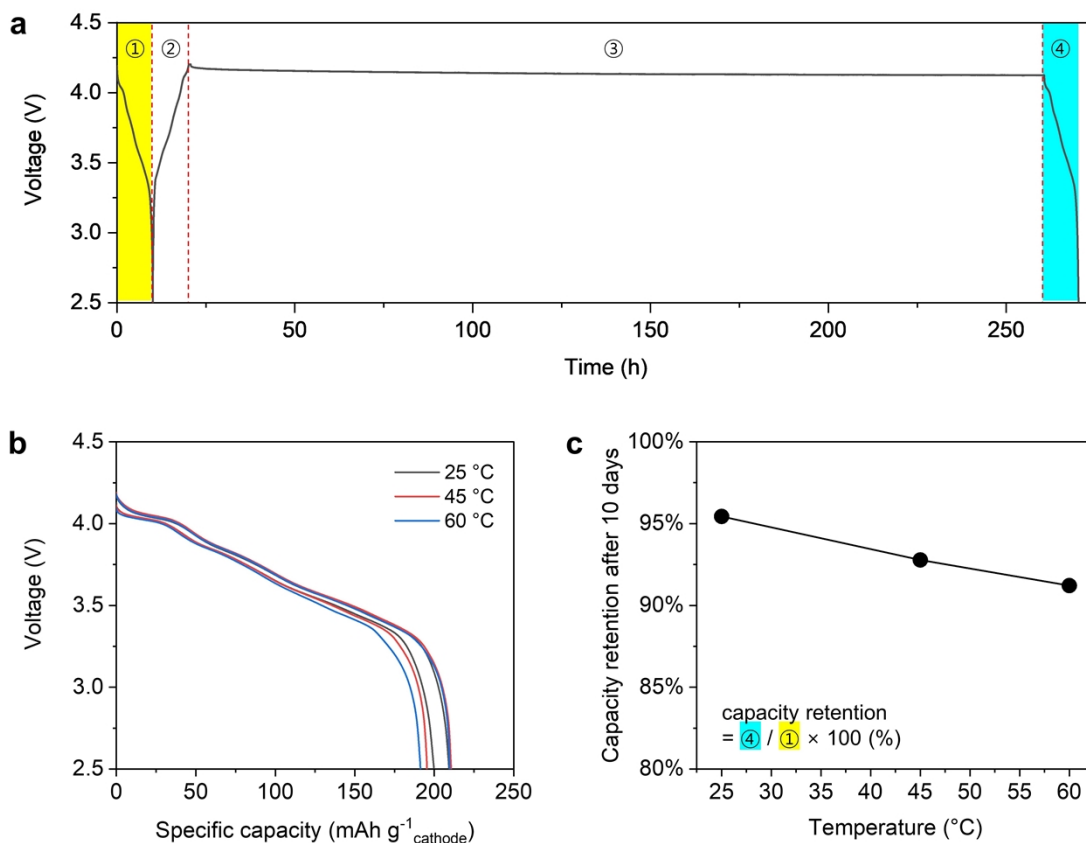 a
4.5
4.0
3.5
3.0
2.5
Voltage (V)
① ② ③ ④
0 50 100 150 200 250
Time (h)
b
4.5
4.0
3.5
3.0
2.5
Voltage (V)
25 °C
45 °C
60 °C
0 50 100 150 200 250
Specific capacity (mAh g⁻¹cathode)
c
100%
95%
90%
85%
80%
Capacity retention after 10 days
capacity retention
= ④ / ① × 100 (%)
25 30 35 40 45 50 55 60
Temperature (°C)